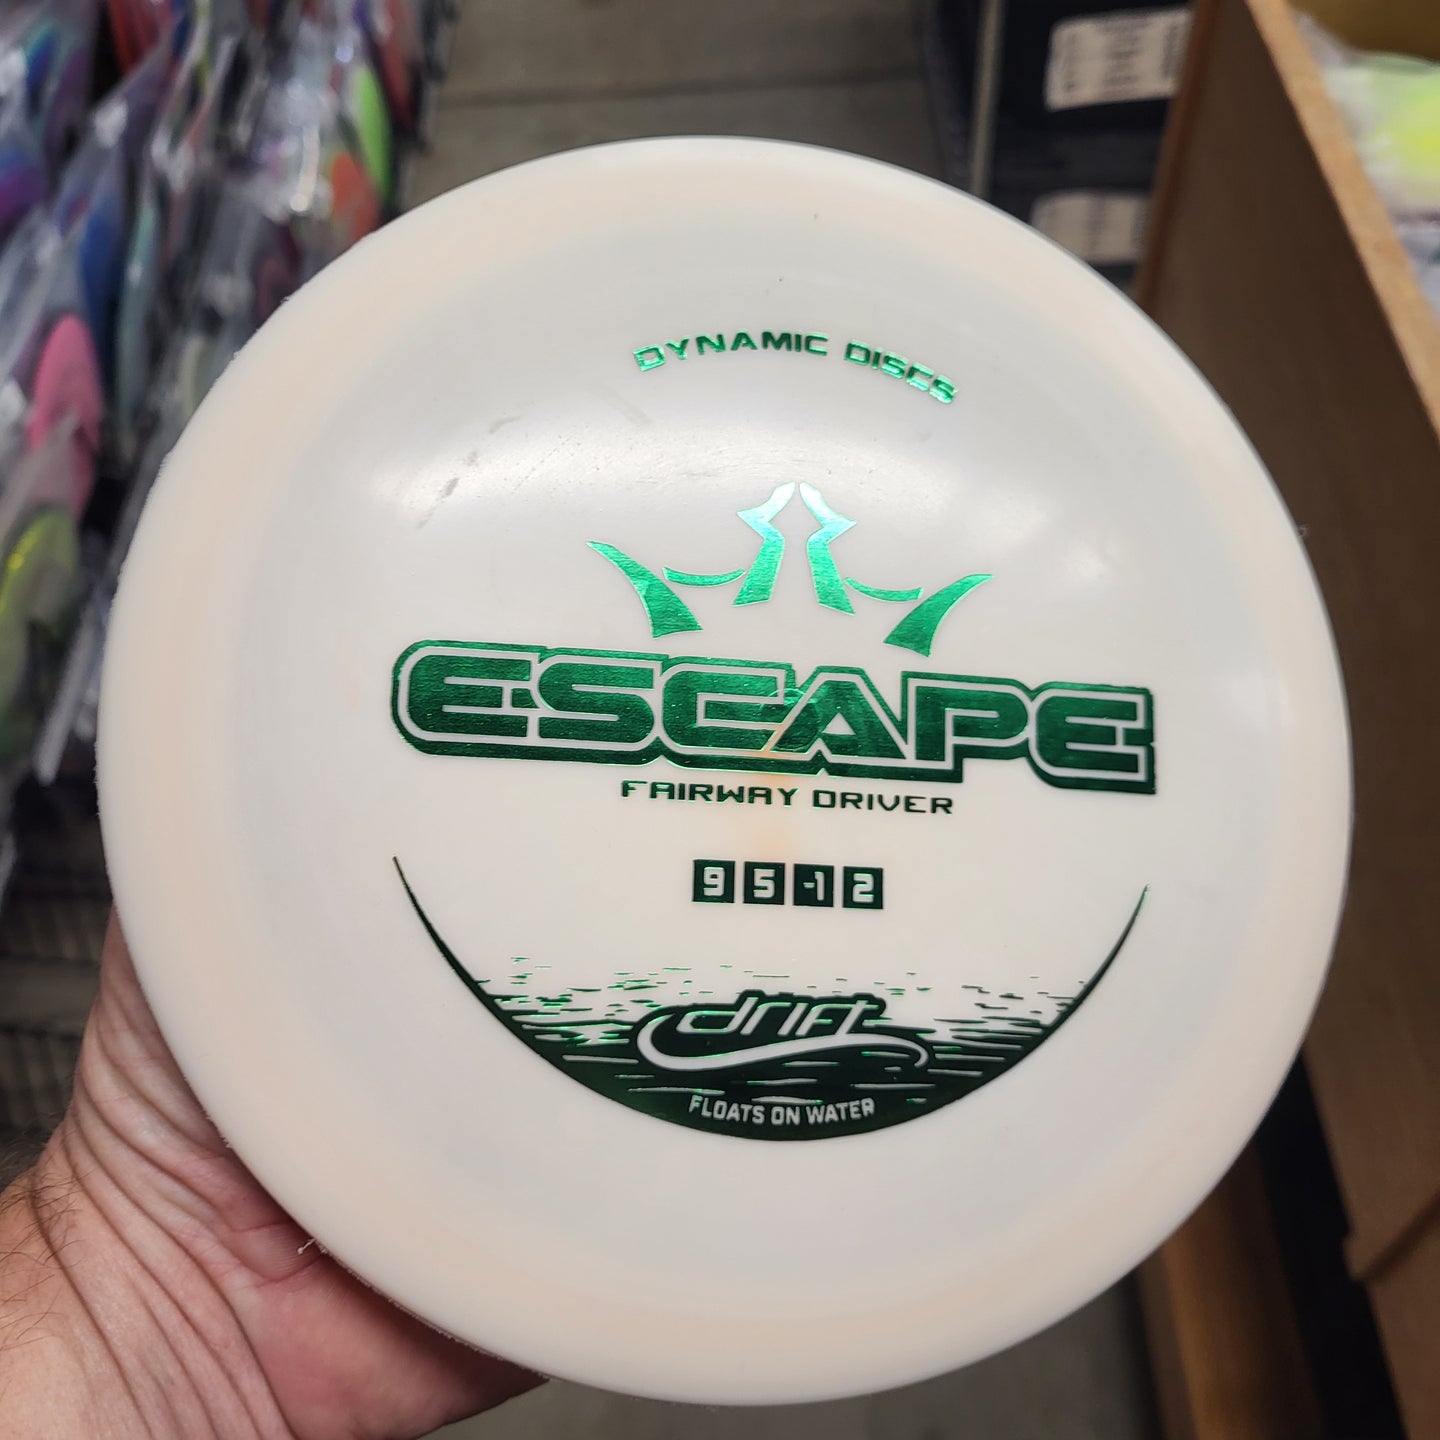 DYNAMIC DISCS
ESCAPE
FAIRWAY DRIVER
9 5 -1 2
drift
FLOATS ON WATER